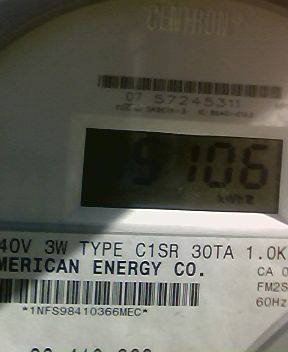 CENTRON
07 57245311
9106
kWhZ
40V 3W TYPE C1SR 30TA 1.0K
MERICAN ENERGY CO.
CA 0
FM2S
60Hz
*1NFS98410366MEC*